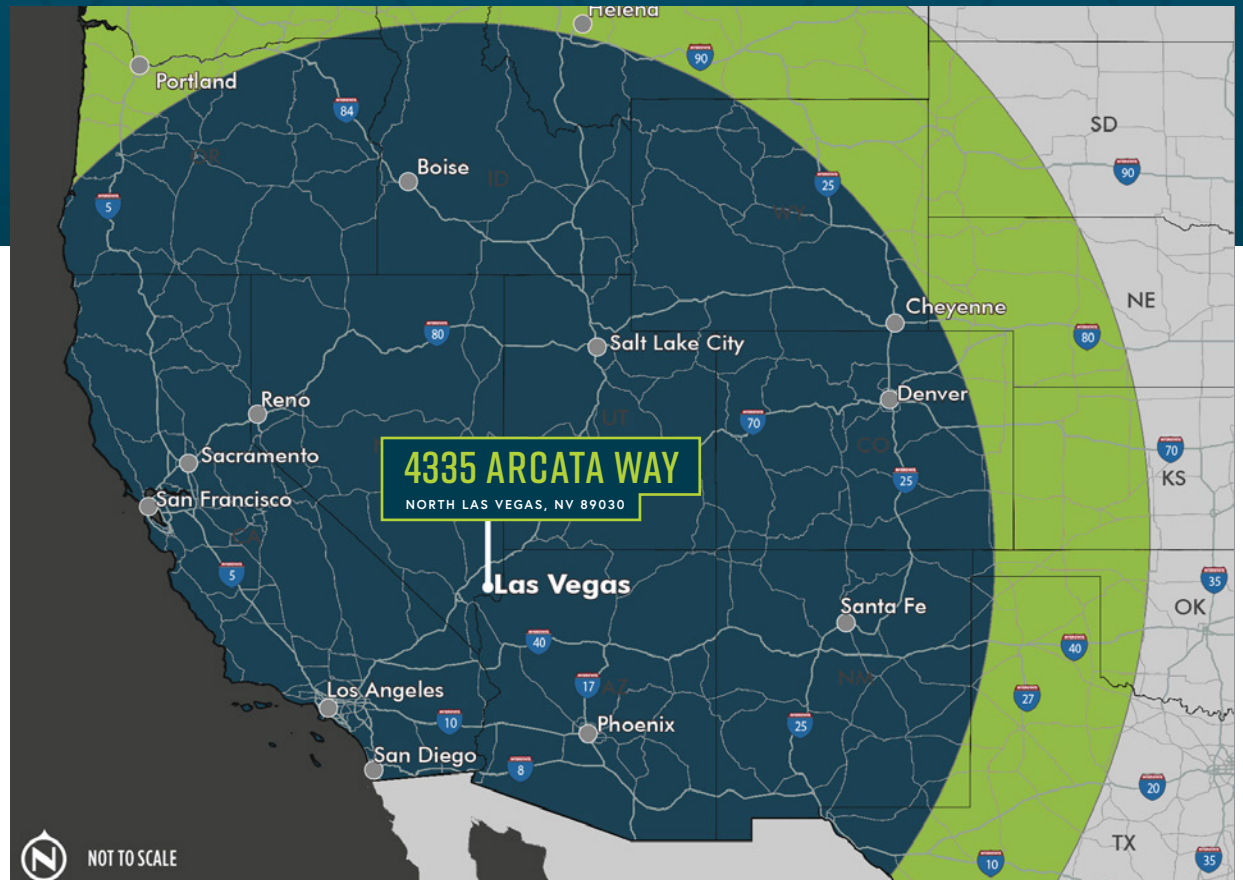 Helena
90
Portland
84
SD
Boise
ID
OR
90
25
5
WY
NE
Cheyenne
80
80
Salt Lake City
Denver
Reno
UT
70
CO
70
Sacramento
KS
4335 ARCATA WAY
25
NORTH LAS VEGAS, NV 89030
San Francisco
CA
5
Las Vegas
35
Santa Fe
OK
40
40
NM
AZ
17
Los Angeles
27
10
25
Phoenix
San Diego
8
20
TX
N
NOT TO SCALE
10
35